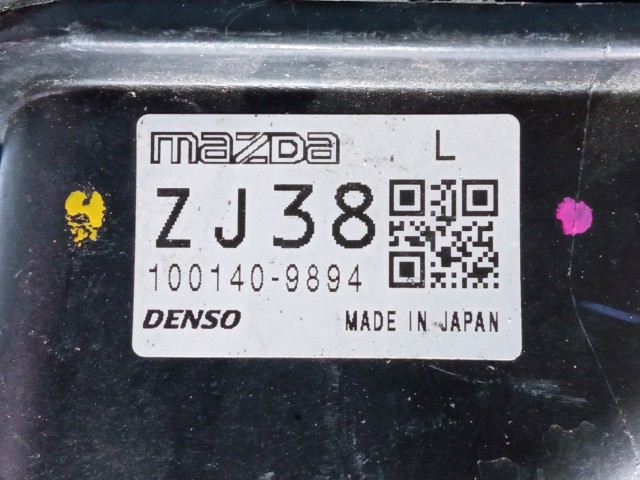 mazda L
ZJ38
100140-9894
DENSO MADE IN JAPAN